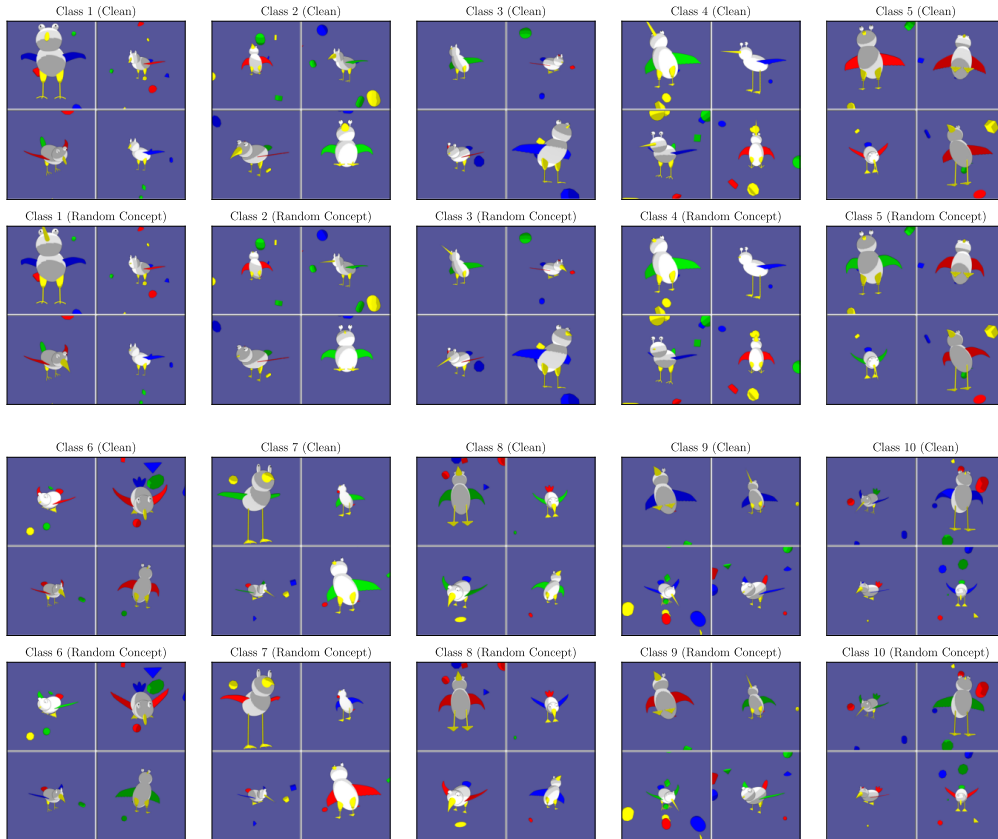 Class 1 (Clean)
Class 2 (Clean)
Class 3 (Clean)
Class 4 (Clean)
Class 5 (Clean)
Class 1 (Random Concept)
Class 2 (Random Concept)
Class 3 (Random Concept)
Class 4 (Random Concept)
Class 5 (Random Concept)
Class 6 (Clean)
Class 7 (Clean)
Class 8 (Clean)
Class 9 (Clean)
Class 10 (Clean)
Class 6 (Random Concept)
Class 7 (Random Concept)
Class 8 (Random Concept)
Class 9 (Random Concept)
Class 10 (Random Concept)